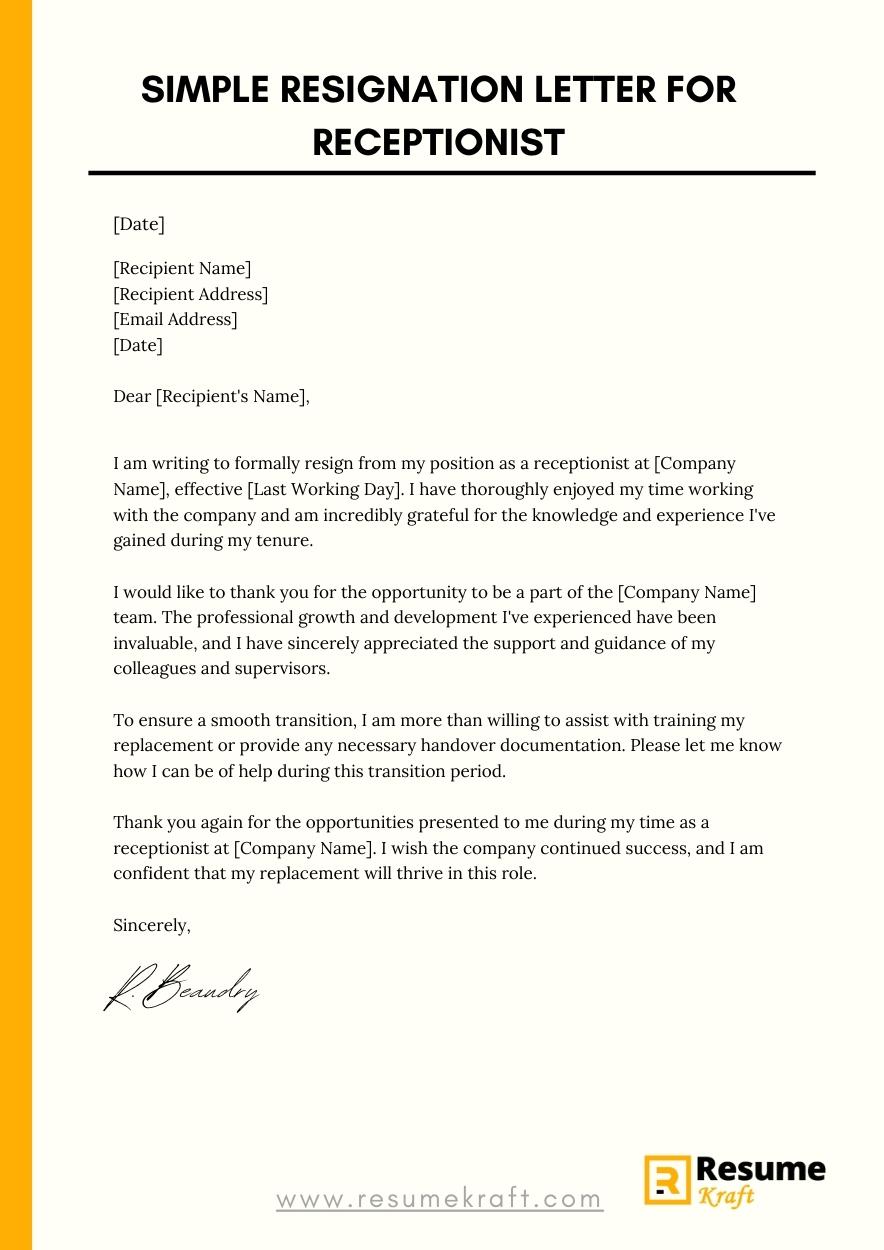 SIMPLE RESIGNATION LETTER FOR
RECEPTIONIST
[Date]
[Recipient Name]
[Recipient Address]
[Email Address]
[Date]
Dear [Recipient's Name],
I am writing to formally resign from my position as a receptionist at [Company
Name], effective [Last Working Day]. I have thoroughly enjoyed my time working
with the company and am incredibly grateful for the knowledge and experience I've
gained during my tenure.
I would like to thank you for the opportunity to be a part of the [Company Name]
team. The professional growth and development I've experienced have been
invaluable, and I have sincerely appreciated the support and guidance of my
colleagues and supervisors.
To ensure a smooth transition, I am more than willing to assist with training my
replacement or provide any necessary handover documentation. Please let me know
how I can be of help during this transition period.
Thank you again for the opportunities presented to me during my time as a
receptionist at [Company Name]. I wish the company continued success, and I am
confident that my replacement will thrive in this role.
Sincerely,
R. Beaudry
www.resumekraft.com
Resume
Kraft